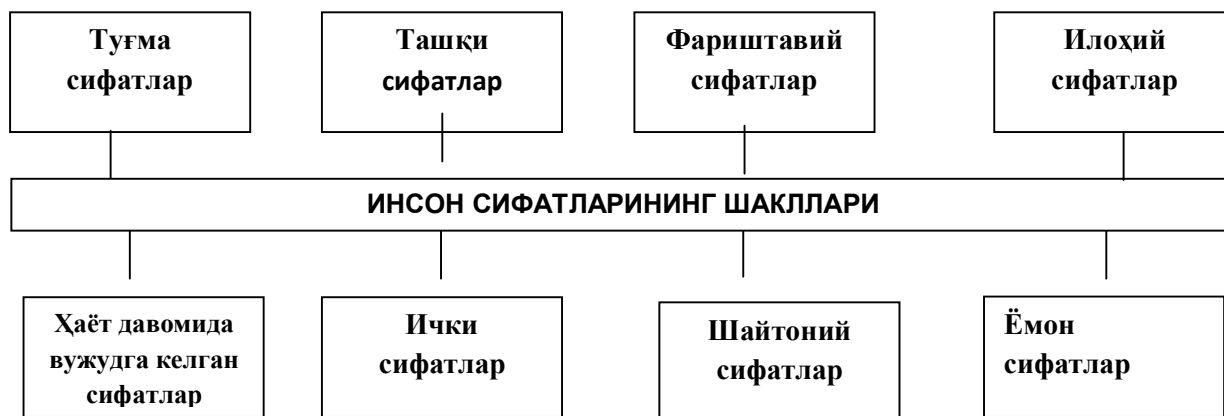 Туғма
сифатлар
Ташқи
сифатлар
Фариштавий
сифатлар
Илоҳий
сифатлар
ИНСОН СИФАТЛАРИНИНГ ШАКЛЛАРИ
Ҳаёт давомида
вужудга келган
сифатлар
Ички
сифатлар
Шайтоний
сифатлар
Ёмон
сифатлар